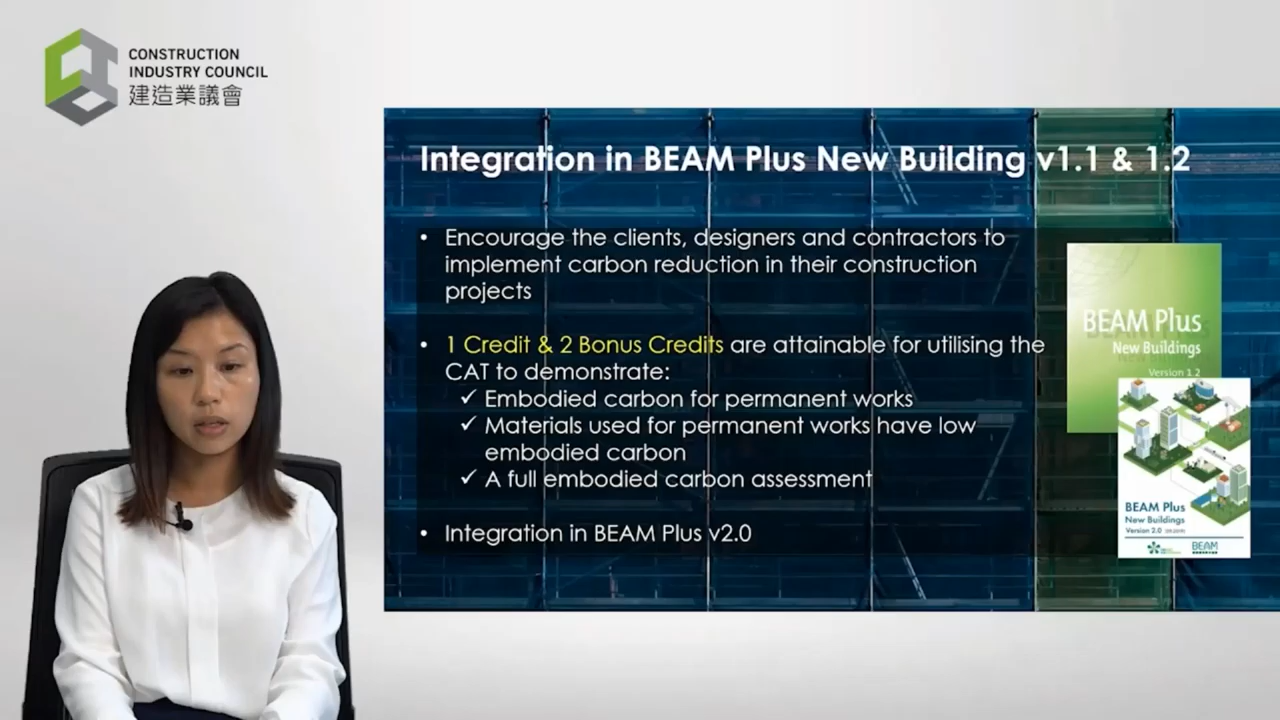 CONSTRUCTION
INDUSTRY COUNCIL
建造業議會
Integration in BEAM Plus New Building v1.1 & 1.2
• Encourage the clients, designers and contractors to
implement carbon reduction in their construction
projects
• 1 Credit & 2 Bonus Credits are attainable for utilising the
CAT to demonstrate:
✓ Embodied carbon for permanent works
✓ Materials used for permanent works have low
embodied carbon
✓ A full embodied carbon assessment
• Integration in BEAM Plus v2.0
BEAM Plus
New Buildings
Version 1.2
BEAM Plus
New Buildings
Version 2.0
BEAM